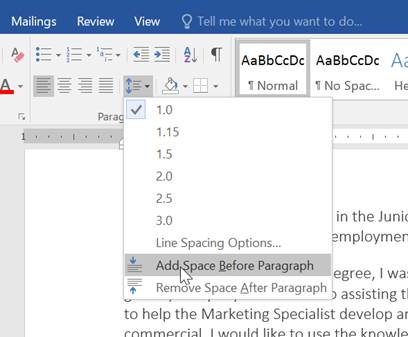 Mailings Review View Tell me what you want to do...
AaBbCcDc AaBbCcDc
¶ Normal ¶ No Spac... He
Parag
1
1.0
1.15
1.5
2.0
2.5
3.0
Line Spacing Options...
Add Space Before Paragraph
Remove Space After Paragraph
in the Junio
employmen
egree, I was
o assisting th
to help the Marketing Specialist develop an
commercial. I would like to use the knowle